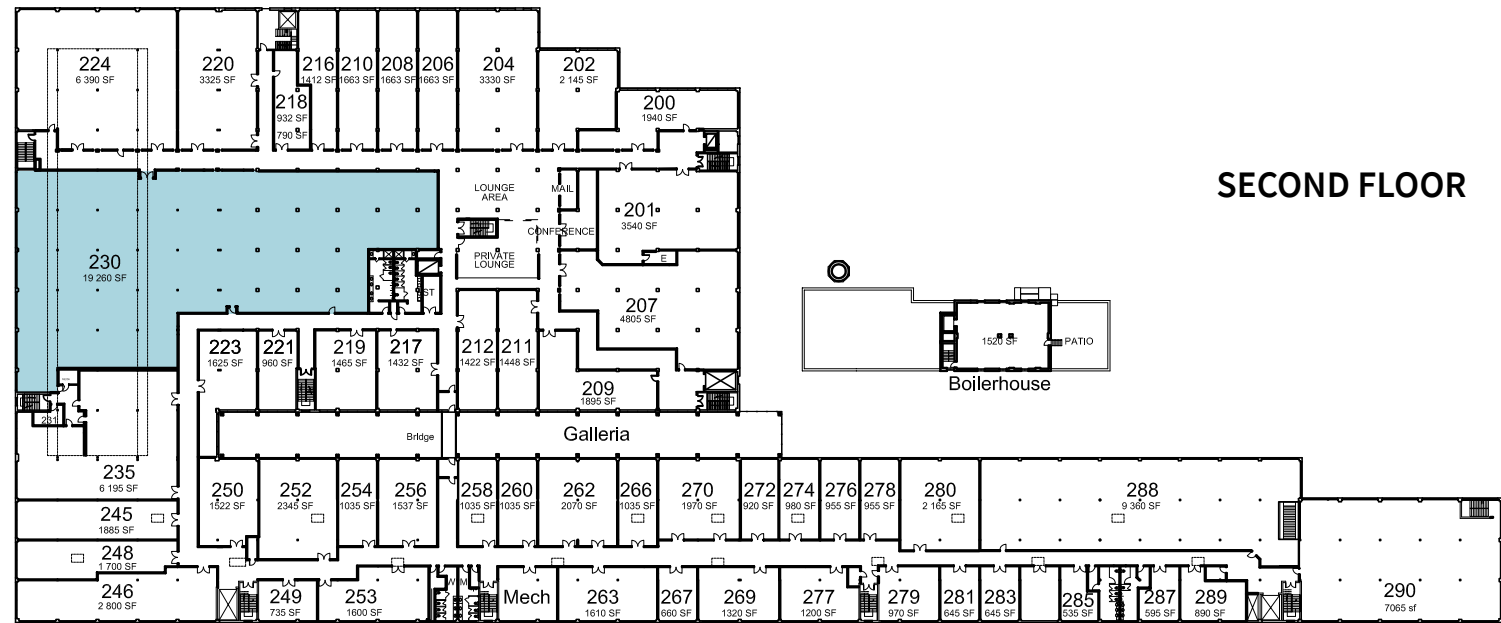 224
6 390 SF
220
3325 SF
218
932 SF
790 SF
216
1412 SF
210
1663 SF
208
1663 SF
206
1663 SF
204
3330 SF
202
2 145 SF
200
1940 SF
SECOND FLOOR
LOUNGE
AREA
MAIL
201
3540 SF
CONFERENCE
PRIVATE
LOUNGE
E
230
19 260 SF
ST
207
4805 SF
1520 SF
PATIO
Boilerhouse
223
1625 SF
221
960 SF
219
1465 SF
217
1432 SF
212
1422 SF
211
1448 SF
209
1895 SF
231
Bridge
Galleria
235
6 195 SF
245
1885 SF
248
1 700 SF
246
2 800 SF
250
1522 SF
252
2345 SF
254
1035 SF
256
1537 SF
258
1035 SF
260
1035 SF
262
2070 SF
266
1035 SF
270
1970 SF
272
920 SF
274
980 SF
276
955 SF
278
955 SF
280
2 165 SF
288
9 360 SF
249
735 SF
253
1600 SF
W M
Mech
263
1610 SF
267
660 SF
269
1320 SF
277
1200 SF
279
970 SF
281
645 SF
283
645 SF
285
535 SF
287
595 SF
289
890 SF
290
7065 sf